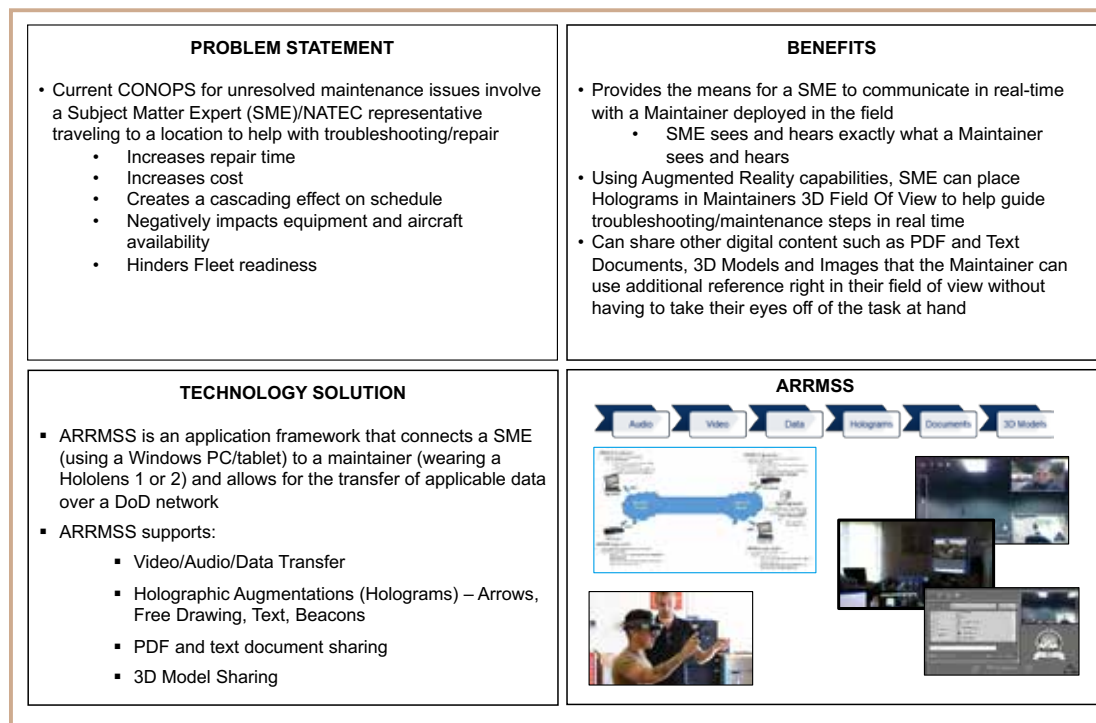 PROBLEM STATEMENT
• Current CONOPS for unresolved maintenance issues involve
a Subject Matter Expert (SME)/NATEC representative
traveling to a location to help with troubleshooting/repair
• Increases repair time
• Increases cost
• Creates a cascading effect on schedule
• Negatively impacts equipment and aircraft
availability
• Hinders Fleet readiness
BENEFITS
• Provides the means for a SME to communicate in real-time
with a Maintainer deployed in the field
• SME sees and hears exactly what a Maintainer
sees and hears
• Using Augmented Reality capabilities, SME can place
Holograms in Maintainers 3D Field Of View to help guide
troubleshooting/maintenance steps in real time
• Can share other digital content such as PDF and Text
Documents, 3D Models and Images that the Maintainer can
use additional reference right in their field of view without
having to take their eyes off of the task at hand
TECHNOLOGY SOLUTION
▪ ARRMSS is an application framework that connects a SME
(using a Windows PC/tablet) to a maintainer (wearing a
Hololens 1 or 2) and allows for the transfer of applicable data
over a DoD network
▪ ARRMSS supports:
▪ Video/Audio/Data Transfer
▪ Holographic Augmentations (Holograms) – Arrows,
Free Drawing, Text, Beacons
▪ PDF and text document sharing
▪ 3D Model Sharing
ARRMSS
Audio Video Data Holograms Documents 3D Models